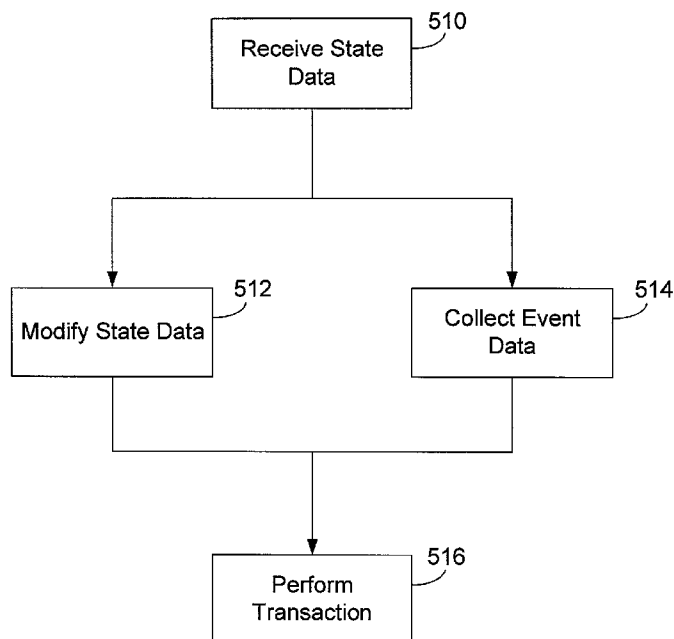 510
Receive State
Data
512
Modify State Data
514
Collect Event
Data
516
Perform
Transaction